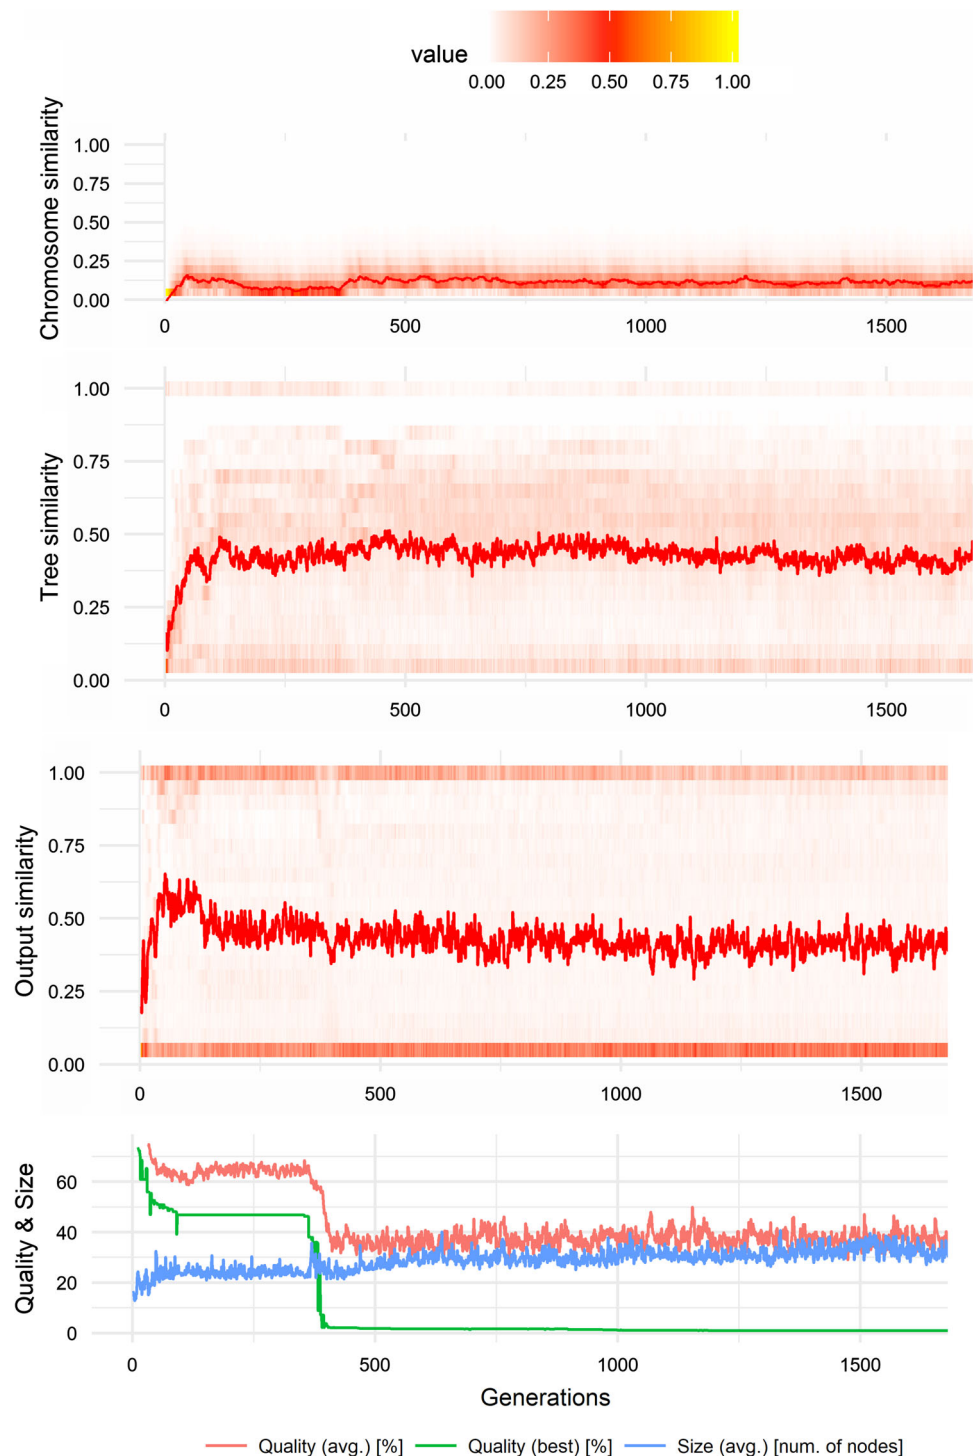 value
0.00 0.25 0.50 0.75 1.00
Chromosome similarity
1.00
0.75
0.50
0.25
0.00
0 500 1000 1500
Tree similarity
1.00
0.75
0.50
0.25
0.00
0 500 1000 1500
Output similarity
1.00
0.75
0.50
0.25
0.00
0 500 1000 1500
Quality & Size
60
40
20
0
0 500 1000 1500
Generations
Quality (avg.) [%] Quality (best) [%] Size (avg.) [num. of nodes]